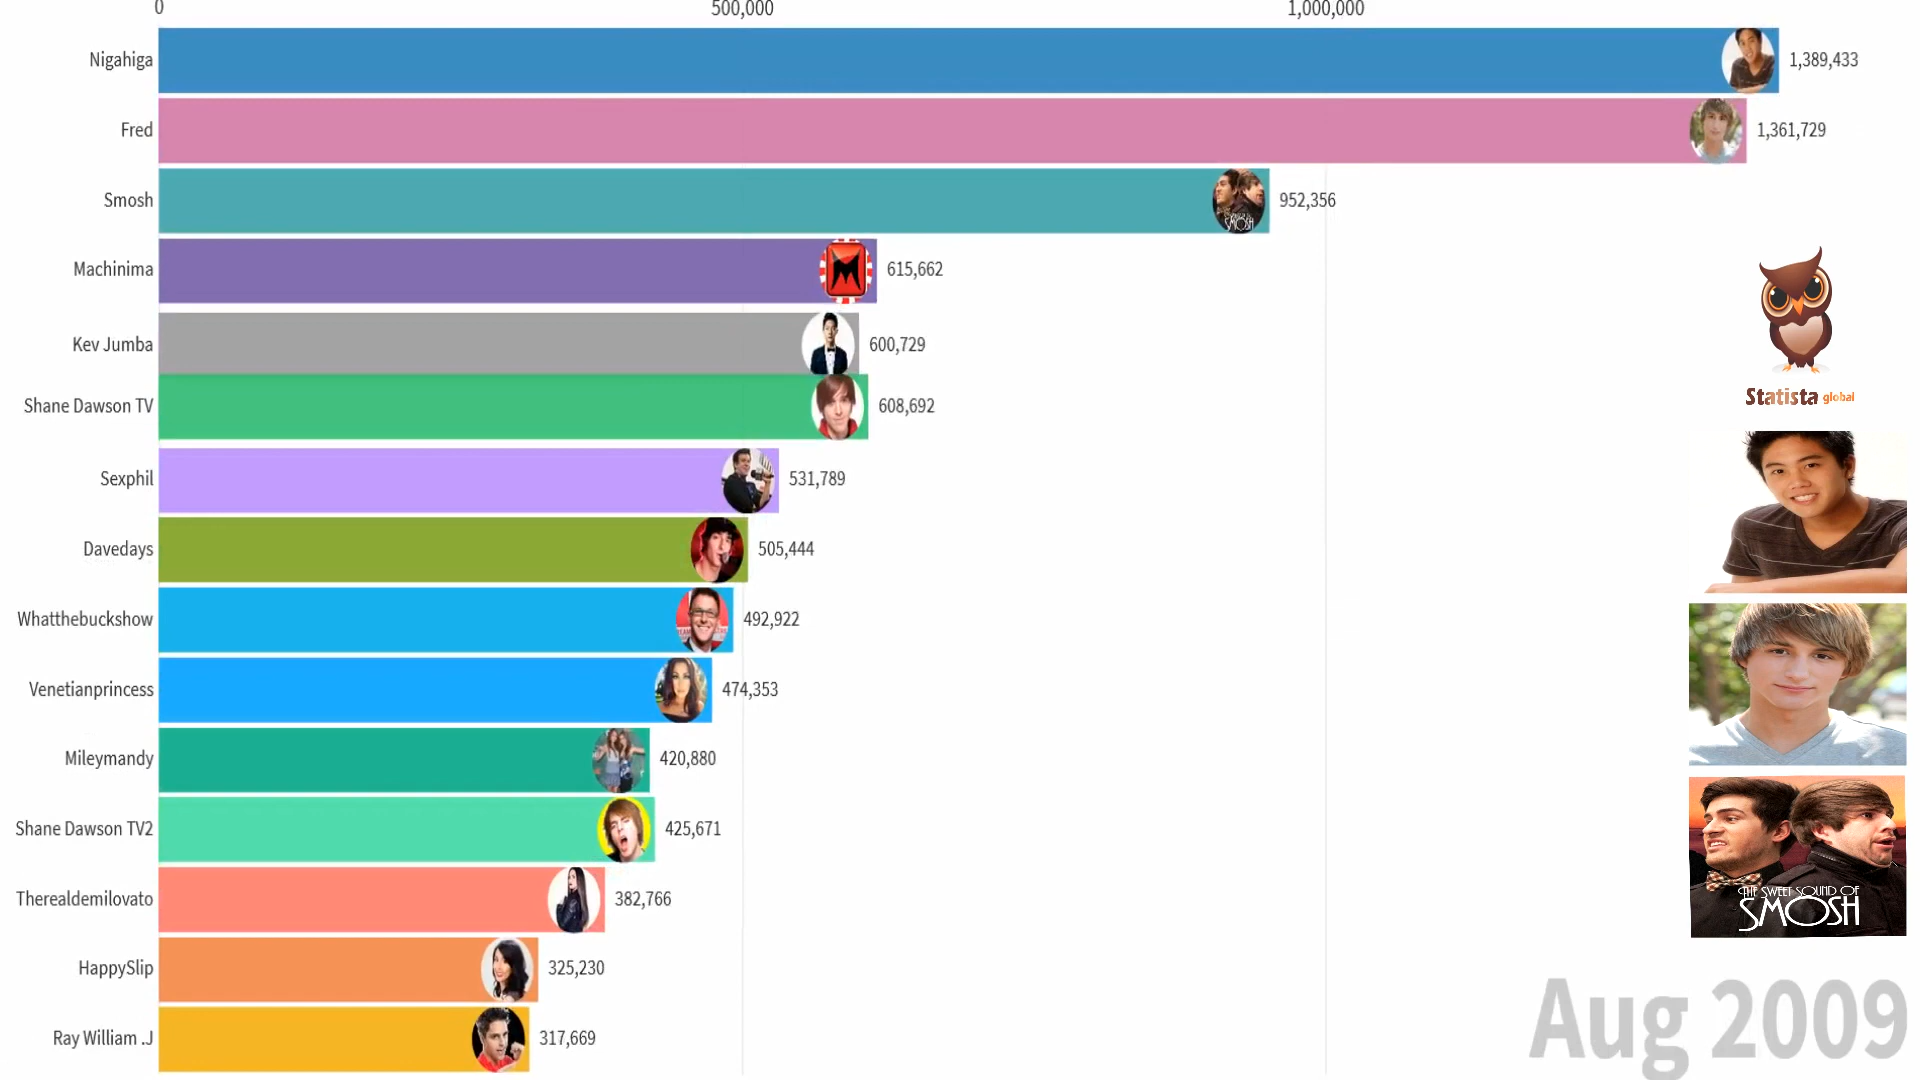 0 500,000 1,000,000
Nigahiga 1,389,433
Fred 1,361,729
Smosh 952,356
Machinima 615,662
Kev Jumba 600,729
Shane Dawson TV 608,692
Sexphil 531,789
Davedays 505,444
Whatthebuckshow 492,922
Venetianprincess 474,353
Mileymandy 420,880
Shane Dawson TV2 425,671
Therealdemilovato 382,766
HappySlip 325,230
Ray William .J 317,669
Statista global
THE SWEET SOUND OF
SMOSH
Aug 2009